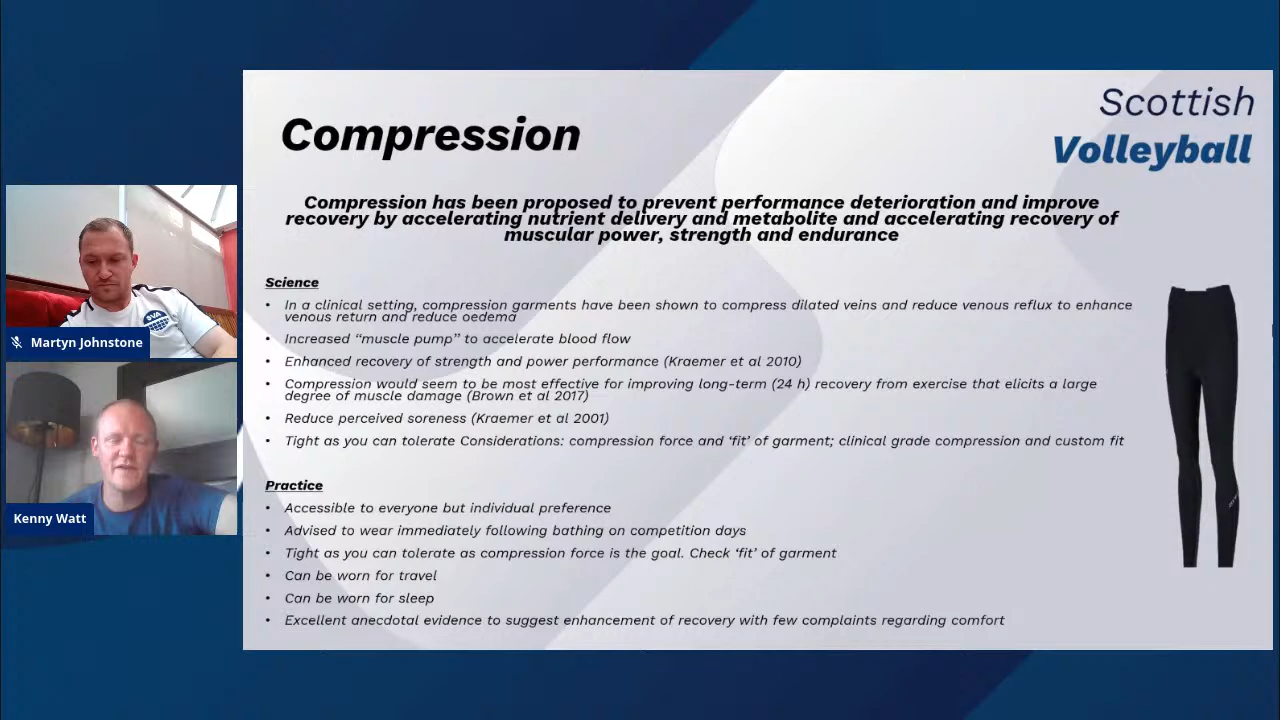 Scottish
Volleyball
Compression
Compression has been proposed to prevent performance deterioration and improve
recovery by accelerating nutrient delivery and metabolite and accelerating recovery of
muscular power, strength and endurance
Science
• In a clinical setting, compression garments have been shown to compress dilated veins and reduce venous reflux to enhance
venous return and reduce oedema
• Increased “muscle pump” to accelerate blood flow
• Enhanced recovery of strength and power performance (Kraemer et al 2010)
• Compression would seem to be most effective for improving long-term (24 h) recovery from exercise that elicits a large
degree of muscle damage (Brown et al 2017)
• Reduce perceived soreness (Kraemer et al 2001)
• Tight as you can tolerate Considerations: compression force and ‘fit’ of garment; clinical grade compression and custom fit
Practice
• Accessible to everyone but individual preference
• Advised to wear immediately following bathing on competition days
• Tight as you can tolerate as compression force is the goal. Check ‘fit’ of garment
• Can be worn for travel
• Can be worn for sleep
• Excellent anecdotal evidence to suggest enhancement of recovery with few complaints regarding comfort
SVA
Martyn Johnstone
Kenny Watt